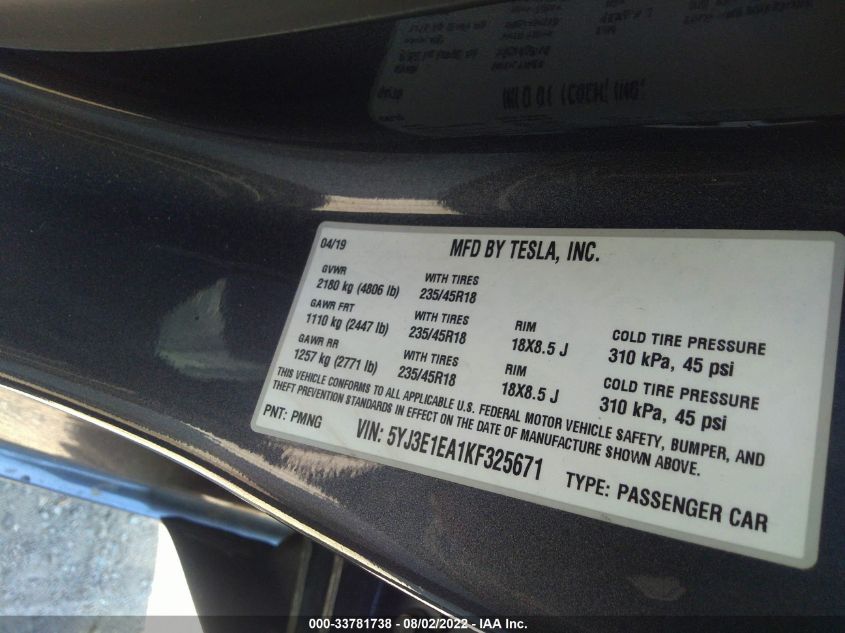 04/19
MFD BY TESLA, INC.
GVWR
2180 kg (4806 lb)
WITH TIRES
235/45R18
GAWR FRT
1110 kg (2447 lb)
WITH TIRES
235/45R18
RIM
18X8.5 J
COLD TIRE PRESSURE
310 kPa, 45 psi
GAWR RR
1257 kg (2771 lb)
WITH TIRES
235/45R18
RIM
18X8.5 J
COLD TIRE PRESSURE
310 kPa, 45 psi
THIS VEHICLE CONFORMS TO ALL APPLICABLE U.S. FEDERAL MOTOR VEHICLE SAFETY, BUMPER, AND
THEFT PREVENTION STANDARDS IN EFFECT ON THE DATE OF MANUFACTURE SHOWN ABOVE.
PNT: PMNG
VIN: 5YJ3E1EA1KF325671
TYPE: PASSENGER CAR
000-33781738 - 08/02/2022 - IAA Inc.